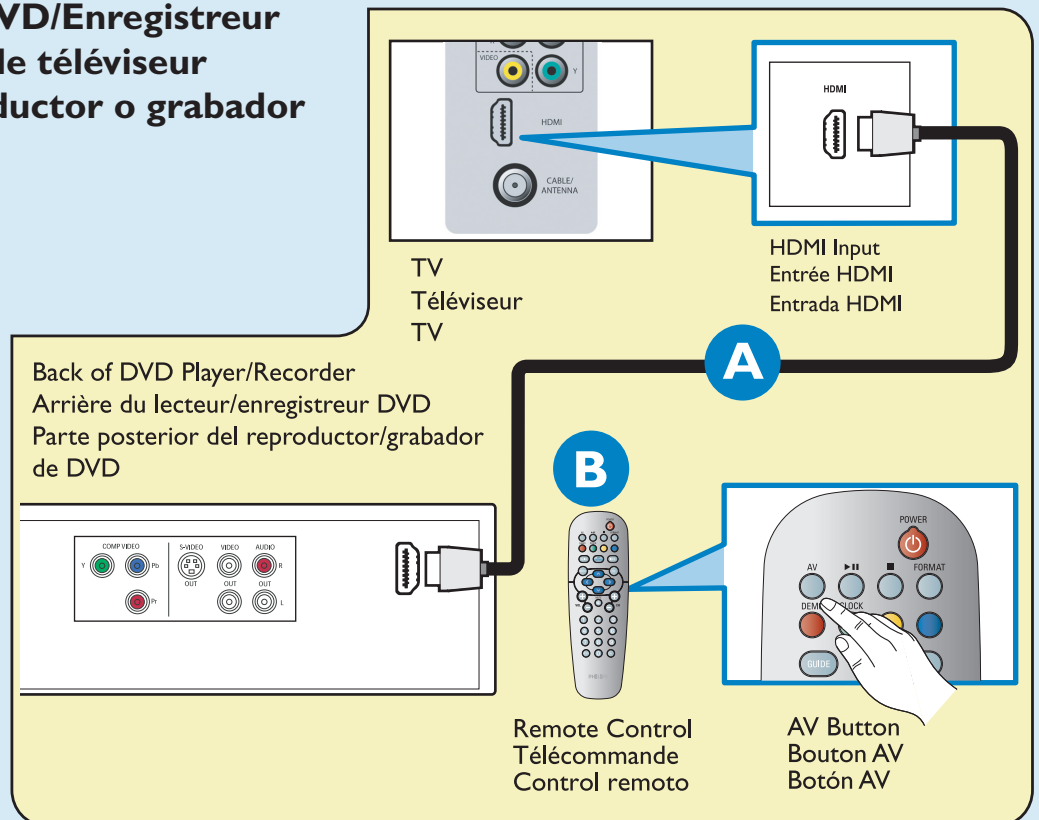 VD/Enregistreur
le téléviseur
ductor o grabador
VIDEO
Y
HDMI
CABLE/
ANTENNA
HDMI
TV
Téléviseur
TV
HDMI Input
Entrée HDMI
Entrada HDMI
A
Back of DVD Player/Recorder
Arrière du lecteur/enregistreur DVD
Parte posterior del reproductor/grabador
de DVD
B
COMP VIDEO
S-VIDEO
VIDEO
AUDIO
Y
Pb
R
OUT
OUT
OUT
Pr
L
POWER
AV
FORMAT
DEM
CLOCK
GUIDE
Remote Control
Télécommande
Control remoto
AV Button
Bouton AV
Botón AV